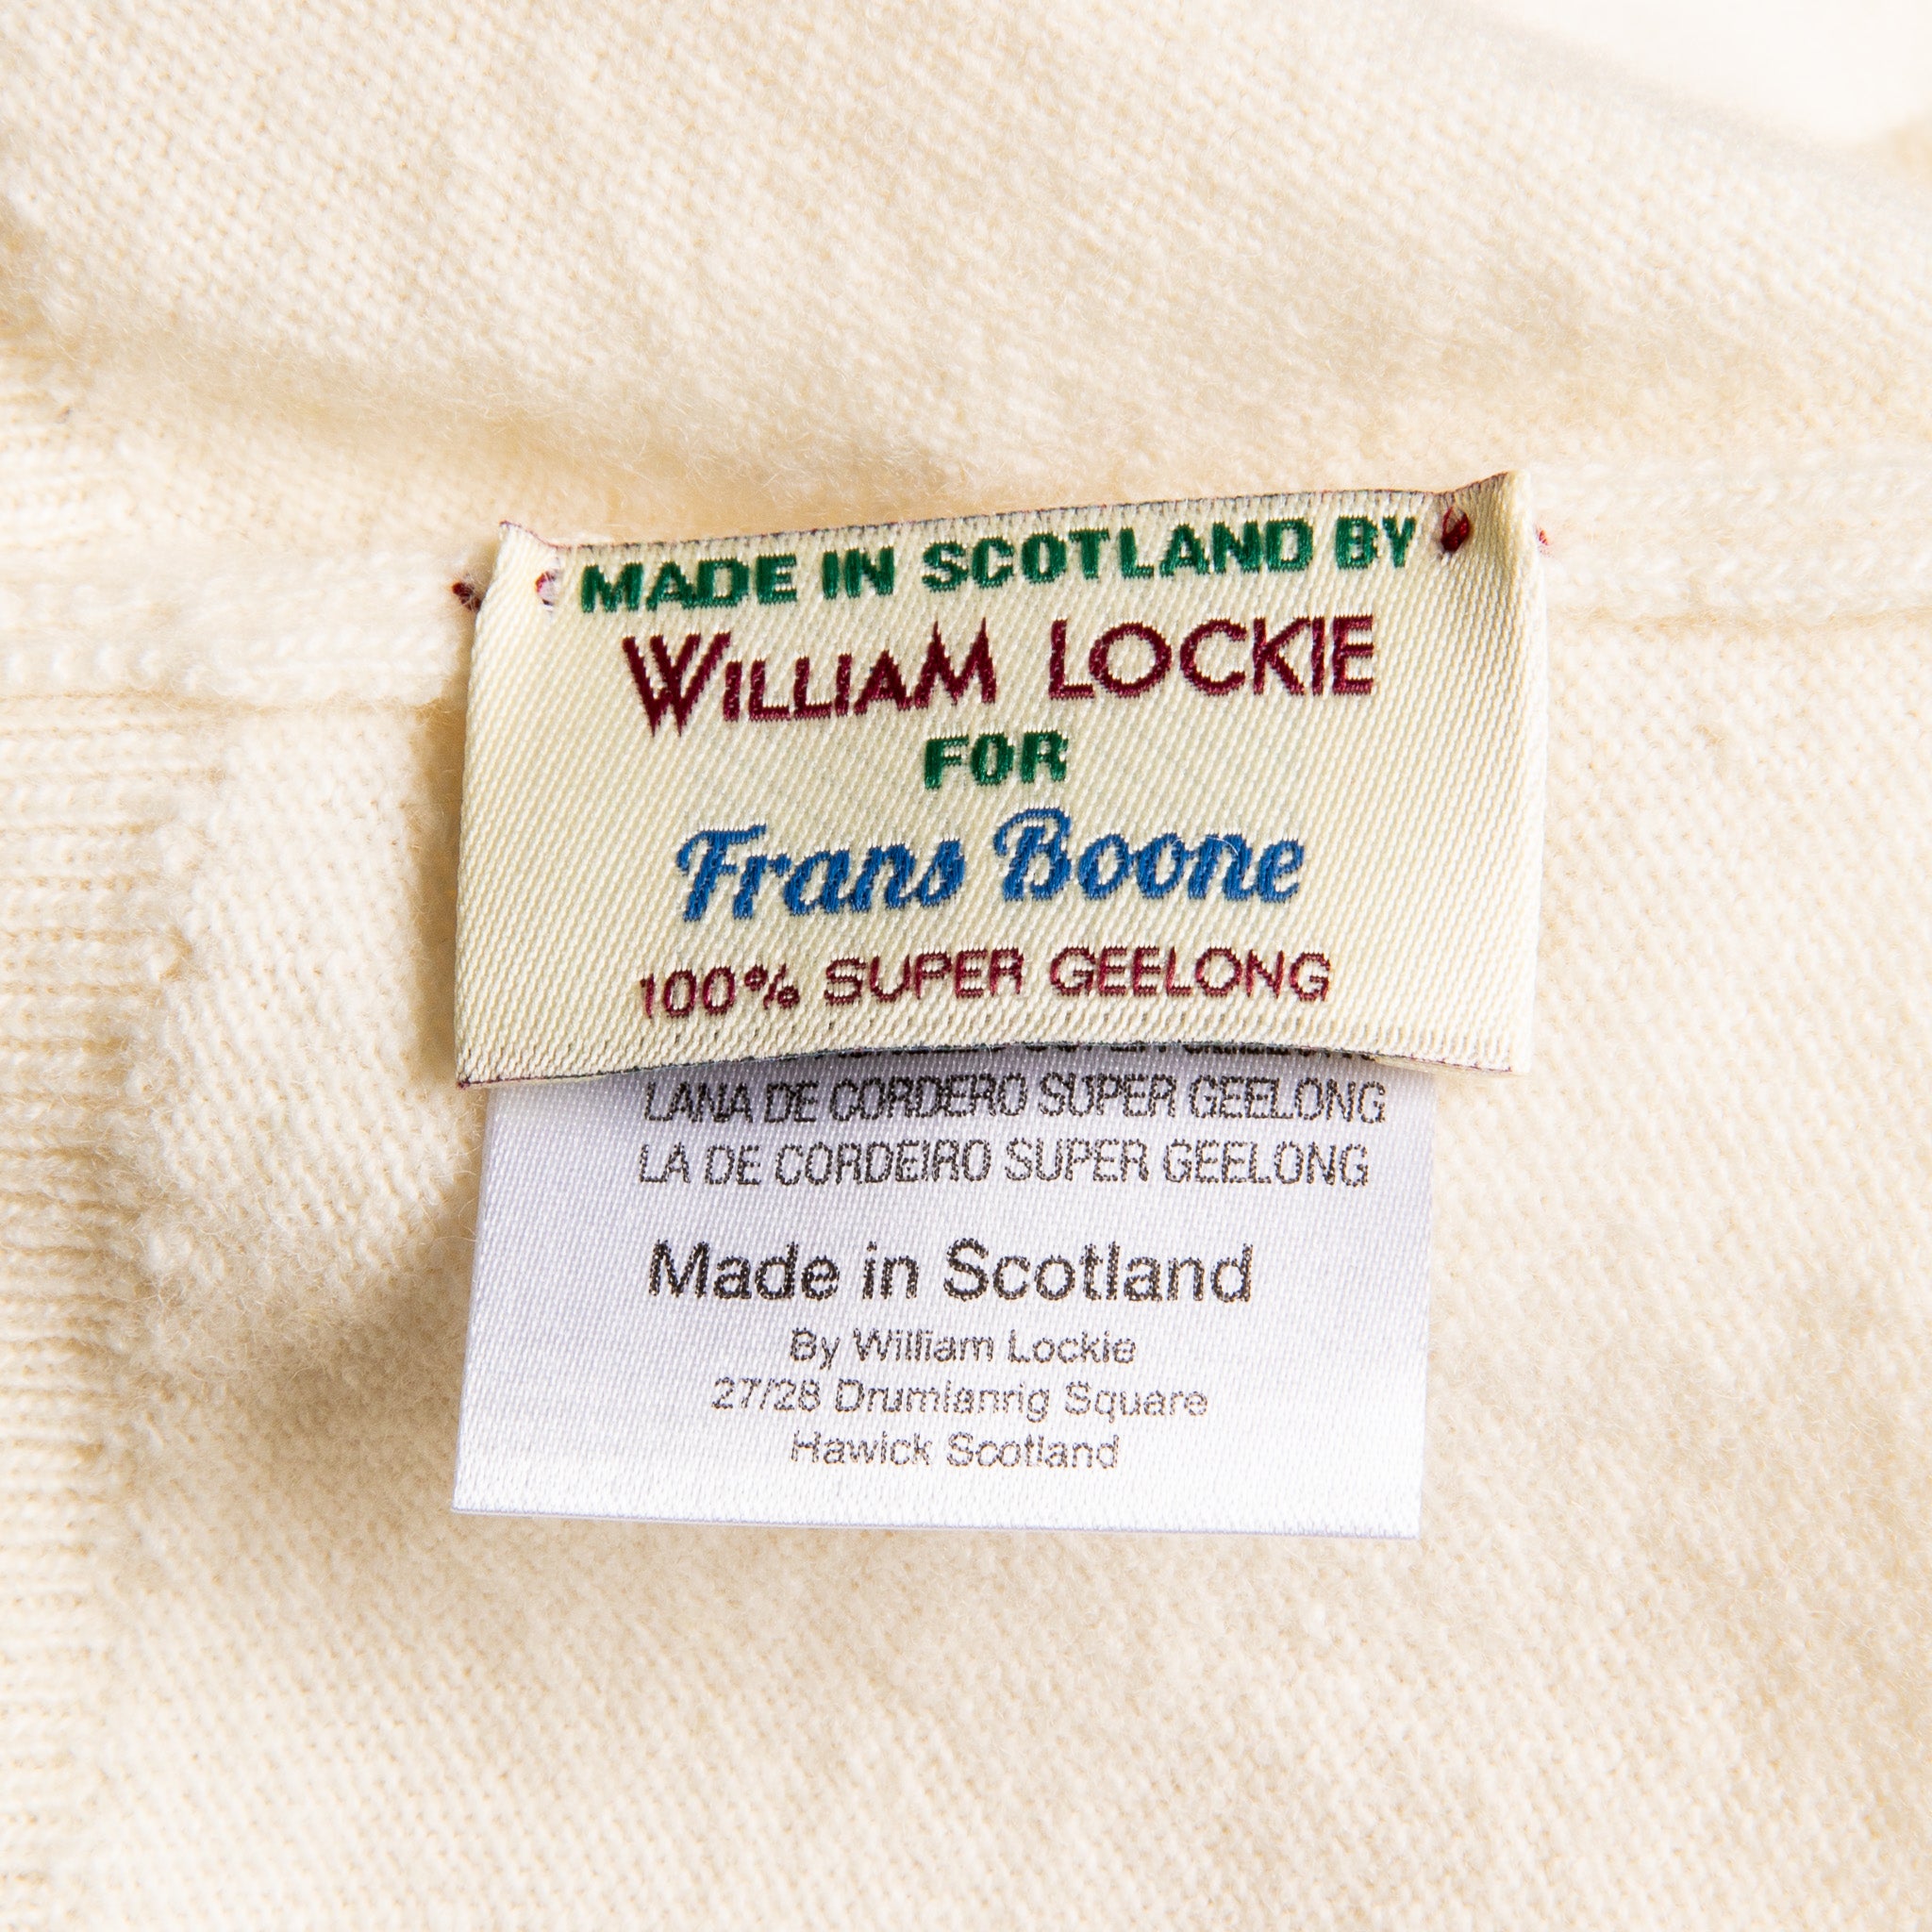 MADE IN SCOTLAND BY
WILLIAM LOCKIE
FOR
Frans Boone
100% SUPER GEELONG
LANA DE CORDERO SUPER GEELONG
LA DE CORDEIRO SUPER GEELONG
Made in Scotland
By William Lockie
27/28 Drumlanrig Square
Hawick Scotland